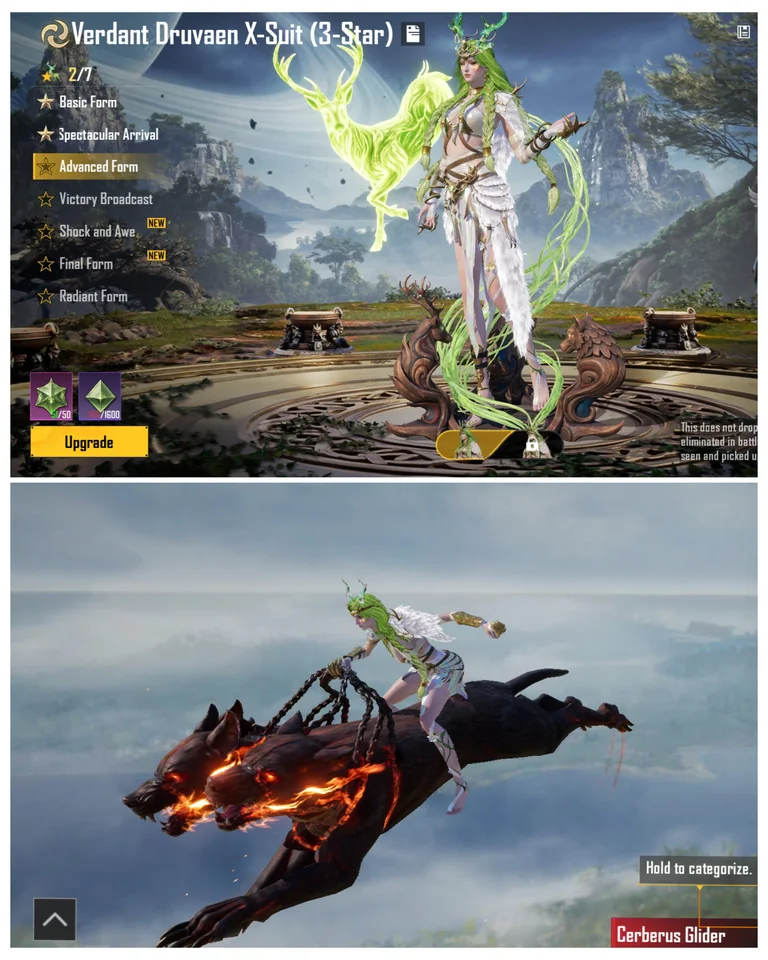 Verdant Druvaen X-Suit (3-Star)
2/7
Basic Form
Spectacular Arrival
Advanced Form
Victory Broadcast
Shock and Awe
NEW
Final Form
NEW
Radiant Form
/50
/1600
Upgrade
This does not drop
eliminated in battl
seen and picked u
Hold to categorize.
Cerberus Glider